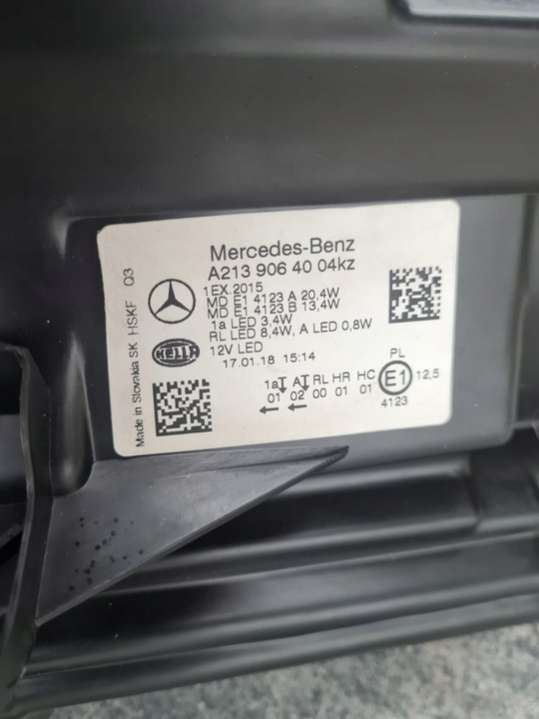 Mercedes-Benz
A213 906 40 04kz
1EX 2015
MD E1 4123 A 20,4W
MD E1 4123 B 13,4W
1a LED 3,4W
RL LED 8,4W, A LED 0,8W
12V LED
17.01.18 15:14
HELLA
Made in Slovakia SK HSKF Q3
1a AT RL HR HC
01 02 00 01 01
PL
E1 12,5
4123